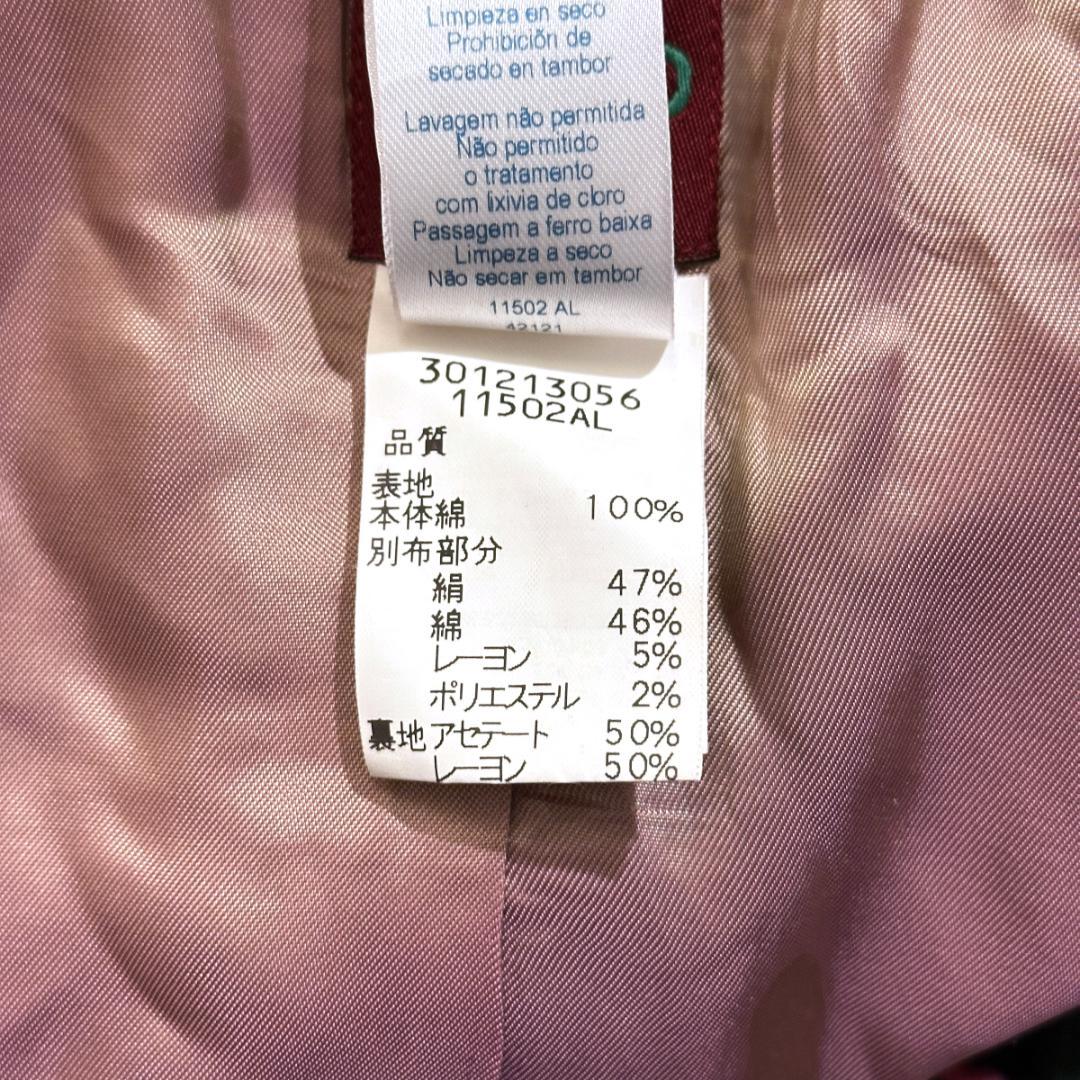 Limpieza en seco
Prohibición de
secado en tambor
Lavagem não permitida
Não permitido
o tratamento
com lixivia de cloro
Passagem a ferro baixa
Limpeza a seco
Não secar em tambor
11502 AL
42121
301213056
11502AL
品質
表地
本体綿 100%
別布部分
絹 47%
綿 46%
レーヨン 5%
ポリエステル 2%
裏地アセテート 50%
レーヨン 50%